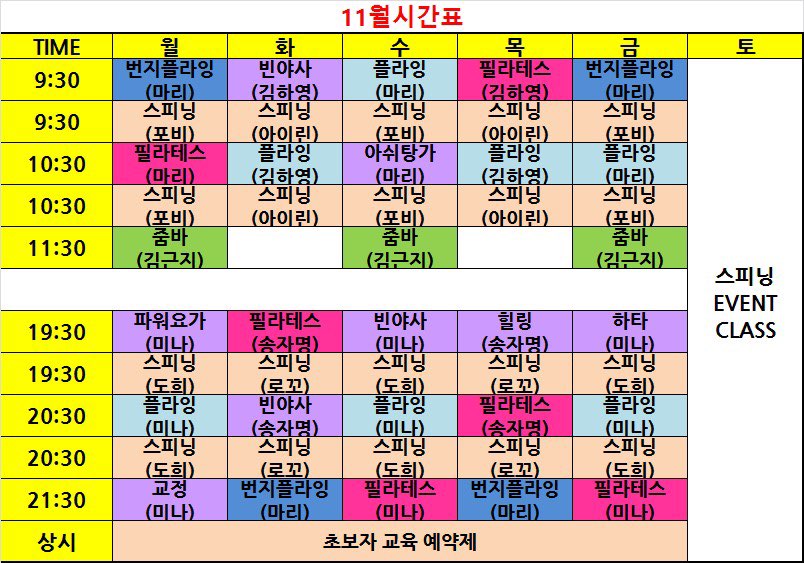 11월시간표
TIME 월 화 수 목 금 토
9:30 번지플라잉 빈야사 플라잉 필라테스 번지플라잉
(마리) (김하영) (마리) (김하영) (마리)
9:30 스피닝 스피닝 스피닝 스피닝 스피닝
(포비) (아이린) (포비) (아이린) (포비)
10:30 필라테스 플라잉 아쉬탕가 플라잉 플라잉
(마리) (김하영) (마리) (김하영) (마리)
10:30 스피닝 스피닝 스피닝 스피닝 스피닝
(포비) (아이린) (포비) (아이린) (포비)
11:30 줌바 줌바 줌바
(김근지) (김근지) (김근지)
스피닝
EVENT
CLASS
19:30 파워요가 필라테스 빈야사 힐링 하타
(미나) (송자명) (미나) (송자명) (미나)
19:30 스피닝 스피닝 스피닝 스피닝 스피닝
(도희) (로꼬) (도희) (로꼬) (도희)
20:30 플라잉 빈야사 플라잉 필라테스 플라잉
(미나) (송자명) (미나) (송자명) (미나)
20:30 스피닝 스피닝 스피닝 스피닝 스피닝
(도희) (로꼬) (도희) (로꼬) (도희)
21:30 교정 번지플라잉 필라테스 번지플라잉 필라테스
(미나) (마리) (미나) (마리) (미나)
상시 초보자 교육 예약제